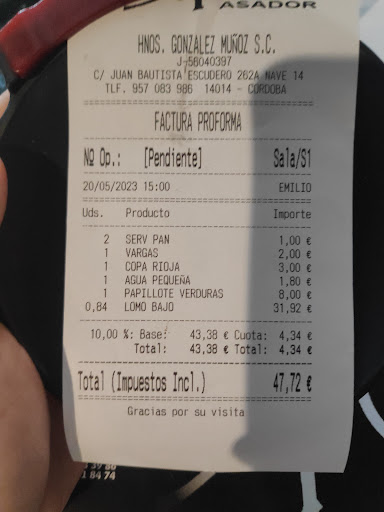 ASADOR
HNOS. GONZALEZ MUÑOZ S.C.
J-56040397
C/ JUAN BAUTISTA ESCUDERO 262A NAVE 14
TLF. 957 083 986 14014 - CORDOBA
FACTURA PROFORMA
Nº Op.: [Pendiente] Sala/S1
20/05/2023 15:00 EMILIO
Uds. Producto Importe
2 SERV PAN 1,00 €
1 VARGAS 2,00 €
1 COPA RIOJA 3,00 €
1 AGUA PEQUEÑA 1,80 €
1 PAPILLOTE VERDURAS 8,00 €
0,84 LOMO BAJO 31,92 €
10,00 %: Base: 43,38 € Cuota: 4,34 €
Total: 43,38 € Total: 4,34 €
Total (Impuestos Incl.) 47,72 €
Gracias por su visita
8 84 74